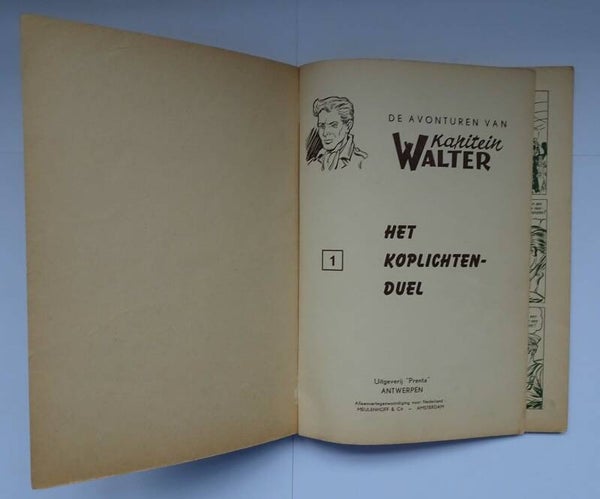 DE AVONTUREN VAN
Kapitein
WALTER
HET
1
KOPLICHTEN-
DUEL
Uitgeverij "Prenta"
ANTWERPEN
Alleenvertegenwoordiging voor Nederland
MEULENHOFF & Co - AMSTERDAM